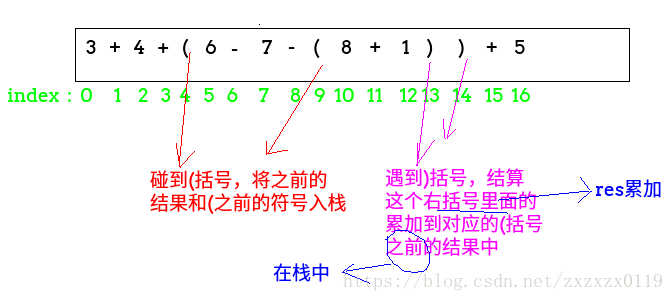 3 + 4 + ( 6 - 7 - ( 8 + 1 ) ) + 5
index : 0 1 2 3 4 5 6 7 8 9 10 11 12 13 14 15 16
碰到(括号，将之前的
结果和(之前的符号入栈
遇到)括号，结算
这个右括号里面的
累加到对应的(括号
之前的结果中
res累加
在栈中
https://blog.csdn.net/zxzxzx0119